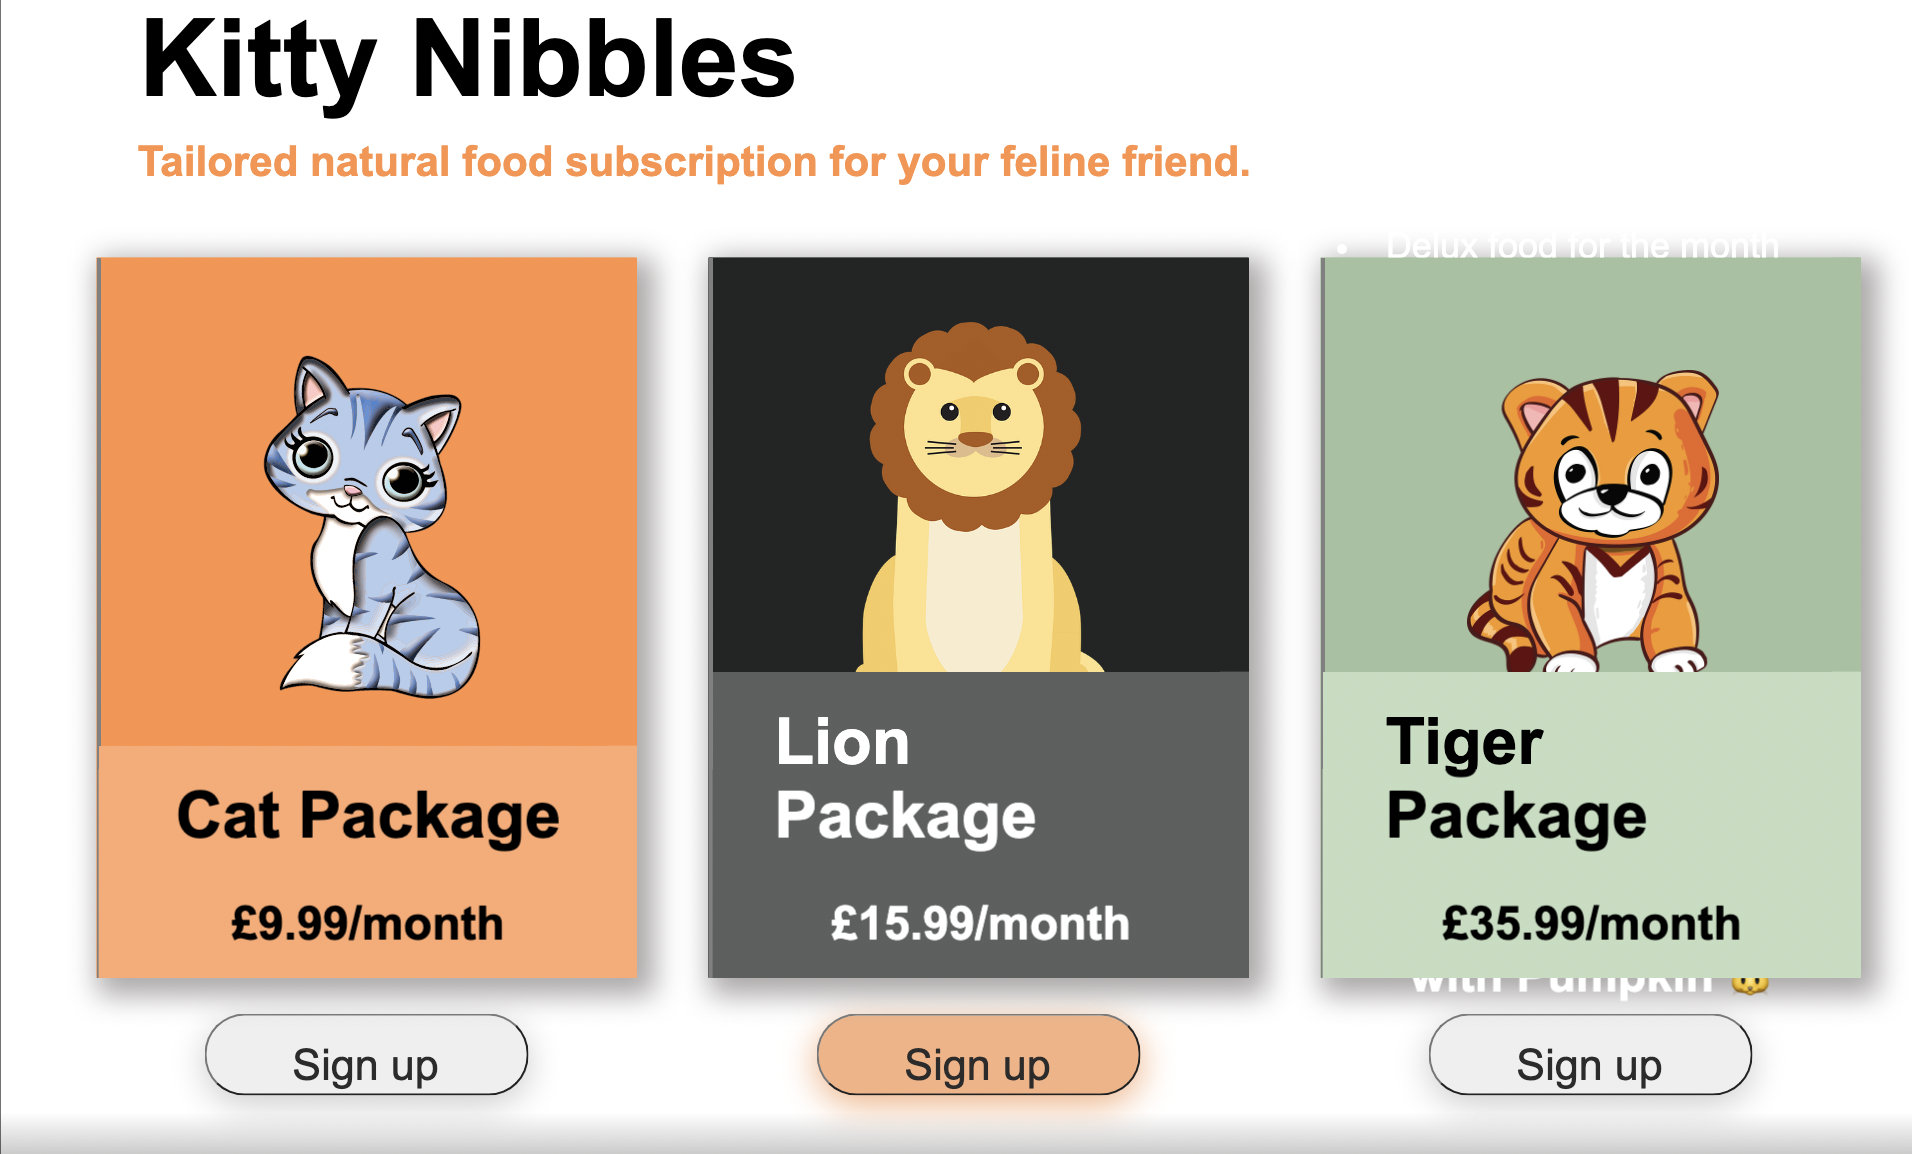 Kitty Nibbles
Tailored natural food subscription for your feline friend.
• Delux food for the month
Cat Package
£9.99/month
Lion
Package
£15.99/month
Tiger
Package
£35.99/month
with Pumpkin 🐱
Sign up
Sign up
Sign up